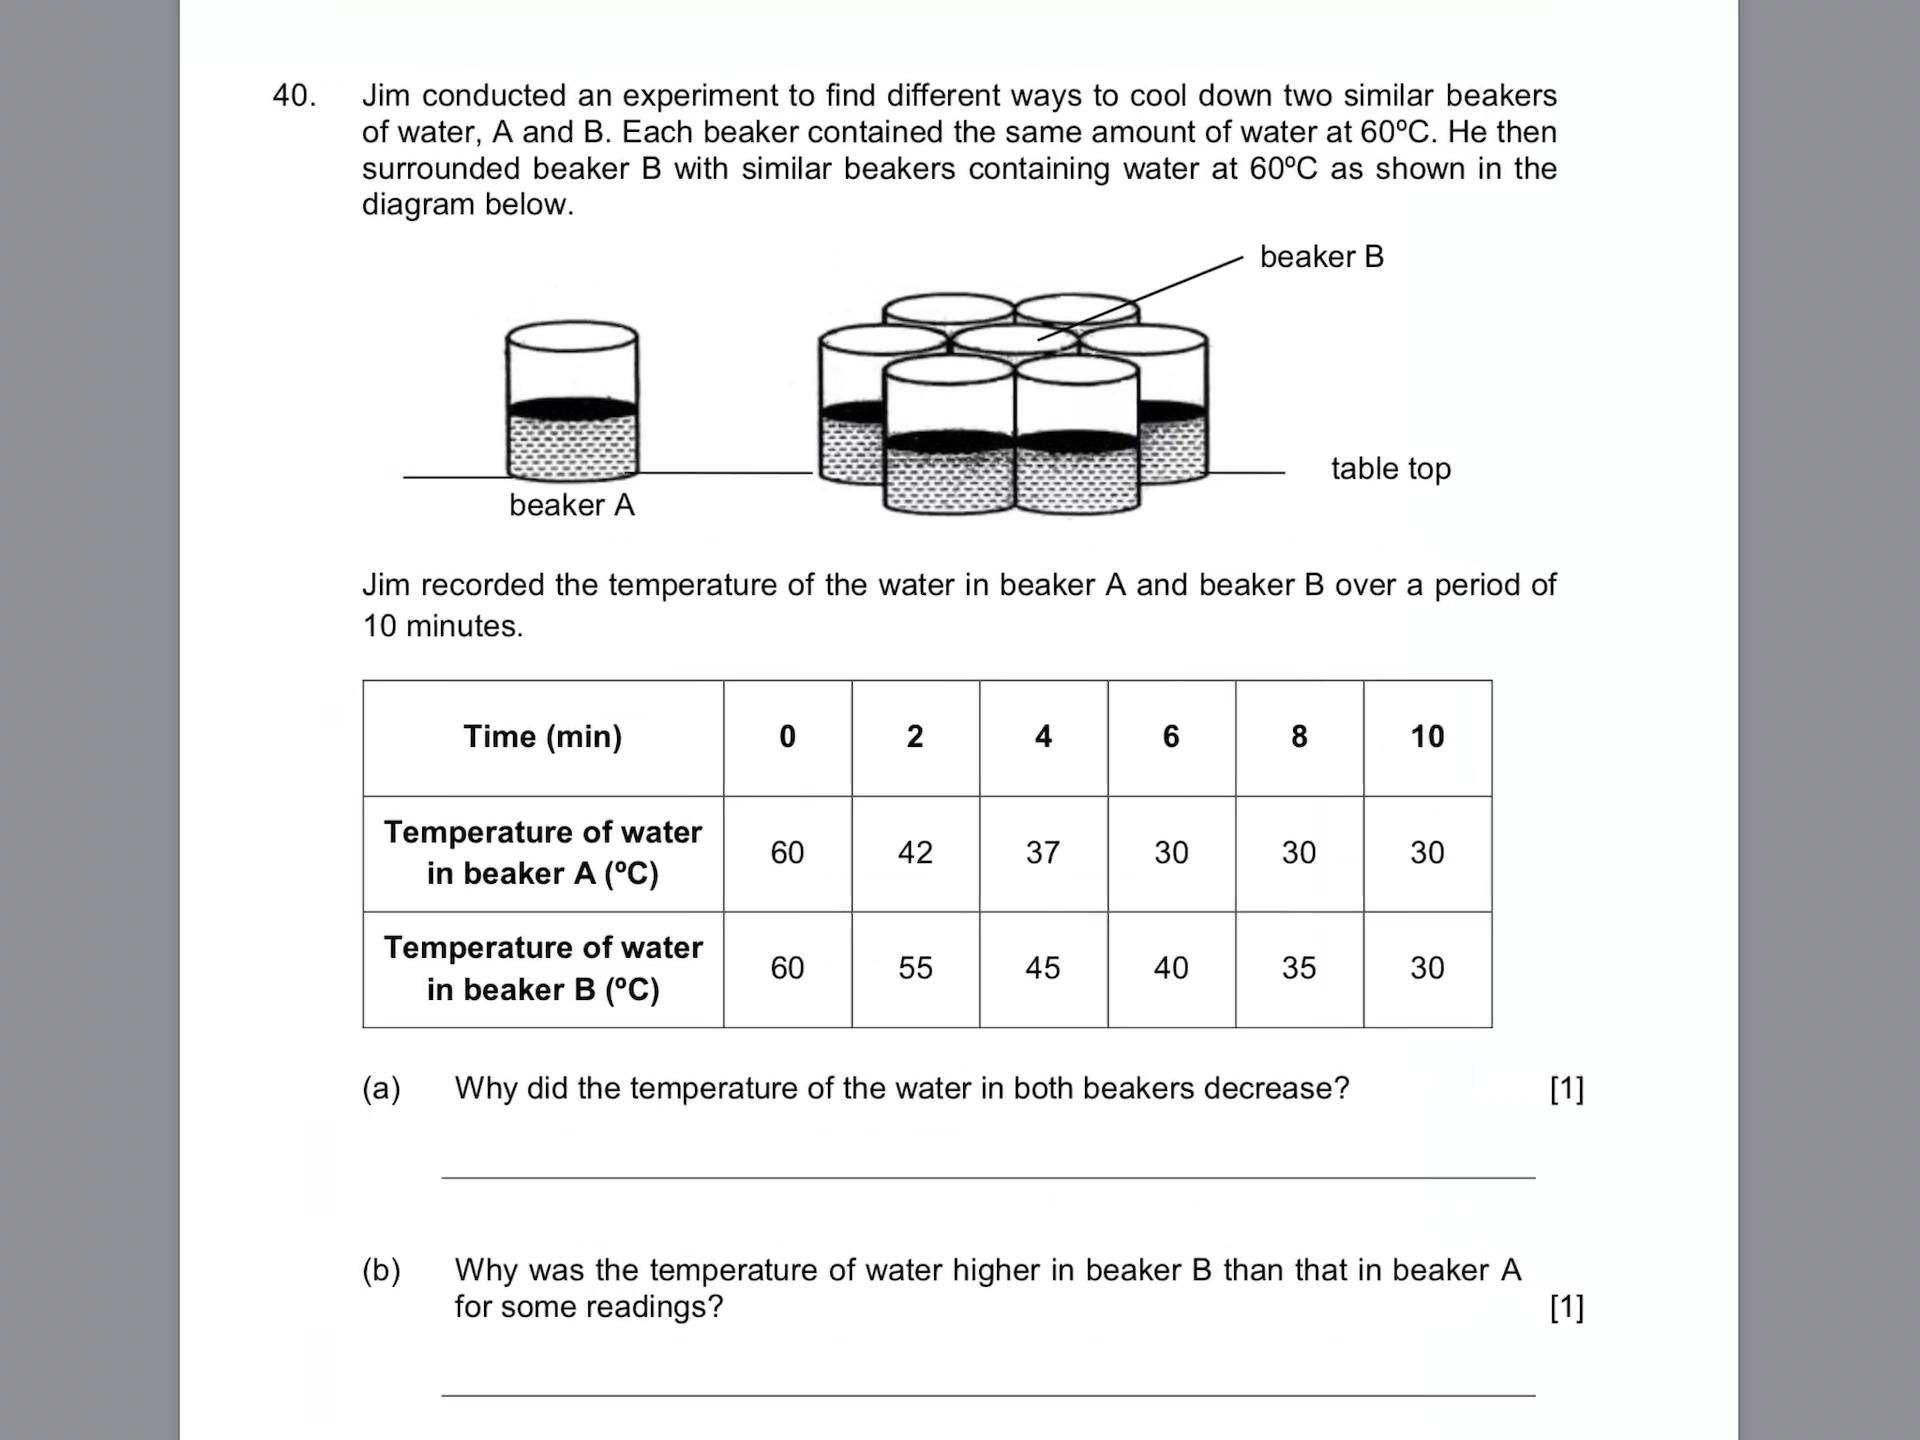 40. Jim conducted an experiment to find different ways to cool down two similar beakers
of water, A and B. Each beaker contained the same amount of water at 60ºC. He then
surrounded beaker B with similar beakers containing water at 60ºC as shown in the
diagram below.
beaker B
table top
beaker A
Jim recorded the temperature of the water in beaker A and beaker B over a period of
10 minutes.
Time (min) 0 2 4 6 8 10
Temperature of water
in beaker A (ºC) 60 42 37 30 30 30
Temperature of water
in beaker B (ºC) 60 55 45 40 35 30
(a) Why did the temperature of the water in both beakers decrease? [1]
(b) Why was the temperature of water higher in beaker B than that in beaker A
for some readings? [1]